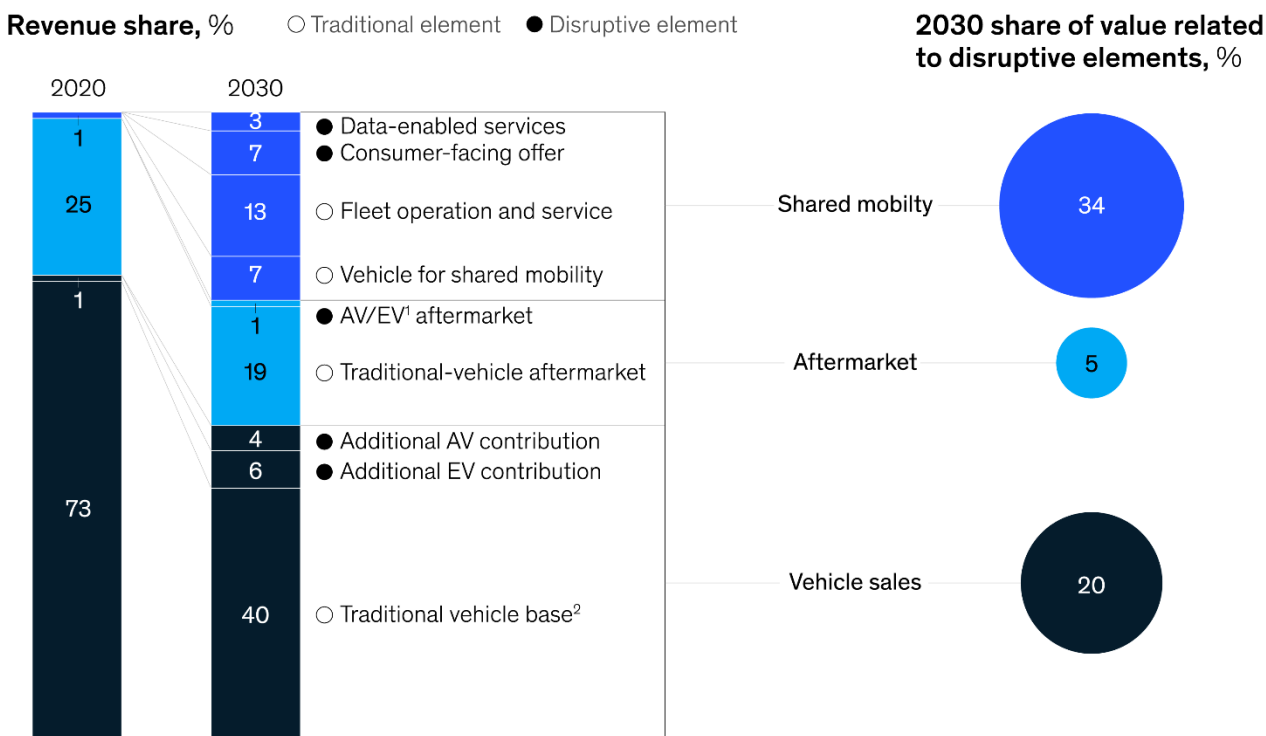 Revenue share, %
○ Traditional element ● Disruptive element
2030 share of value related
to disruptive elements, %
2020
2030
1
25
1
73
3
● Data-enabled services
7
● Consumer-facing offer
13
○ Fleet operation and service
7
○ Vehicle for shared mobility
1
● AV/EV¹ aftermarket
19
○ Traditional-vehicle aftermarket
4
● Additional AV contribution
6
● Additional EV contribution
40
○ Traditional vehicle base²
Shared mobilty
34
Aftermarket
5
Vehicle sales
20